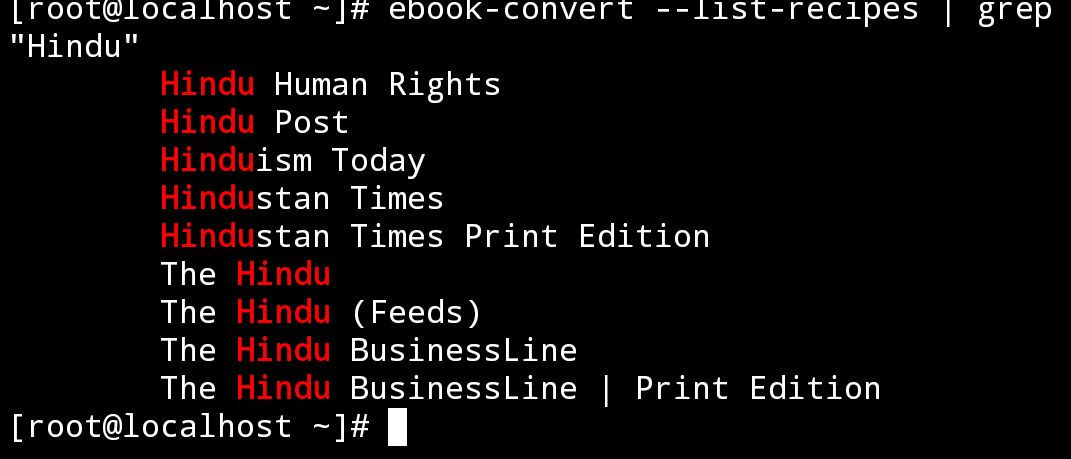 [root@localhost ~]# ebook-convert --list-recipes | grep
"Hindu"
Hindu Human Rights
Hindu Post
Hinduism Today
Hindustan Times
Hindustan Times Print Edition
The Hindu
The Hindu (Feeds)
The Hindu BusinessLine
The Hindu BusinessLine | Print Edition
[root@localhost ~]#